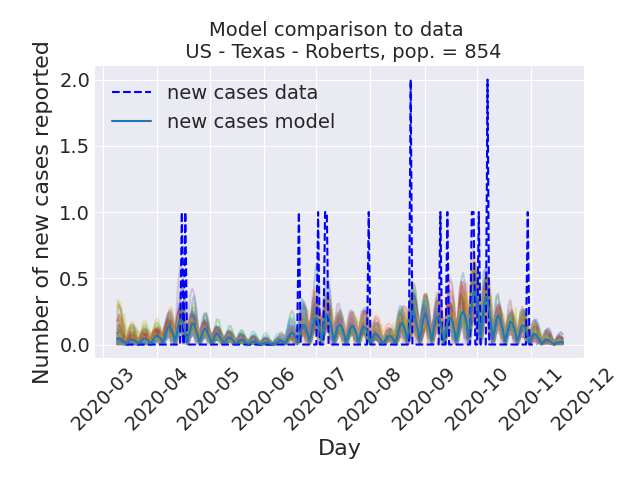 Model comparison to data
US - Texas - Roberts, pop. = 854
Number of new cases reported
2.0
1.5
1.0
0.5
0.0
new cases data
new cases model
2020-03
2020-04
2020-05
2020-06
2020-07
2020-08
2020-09
2020-10
2020-11
2020-12
Day